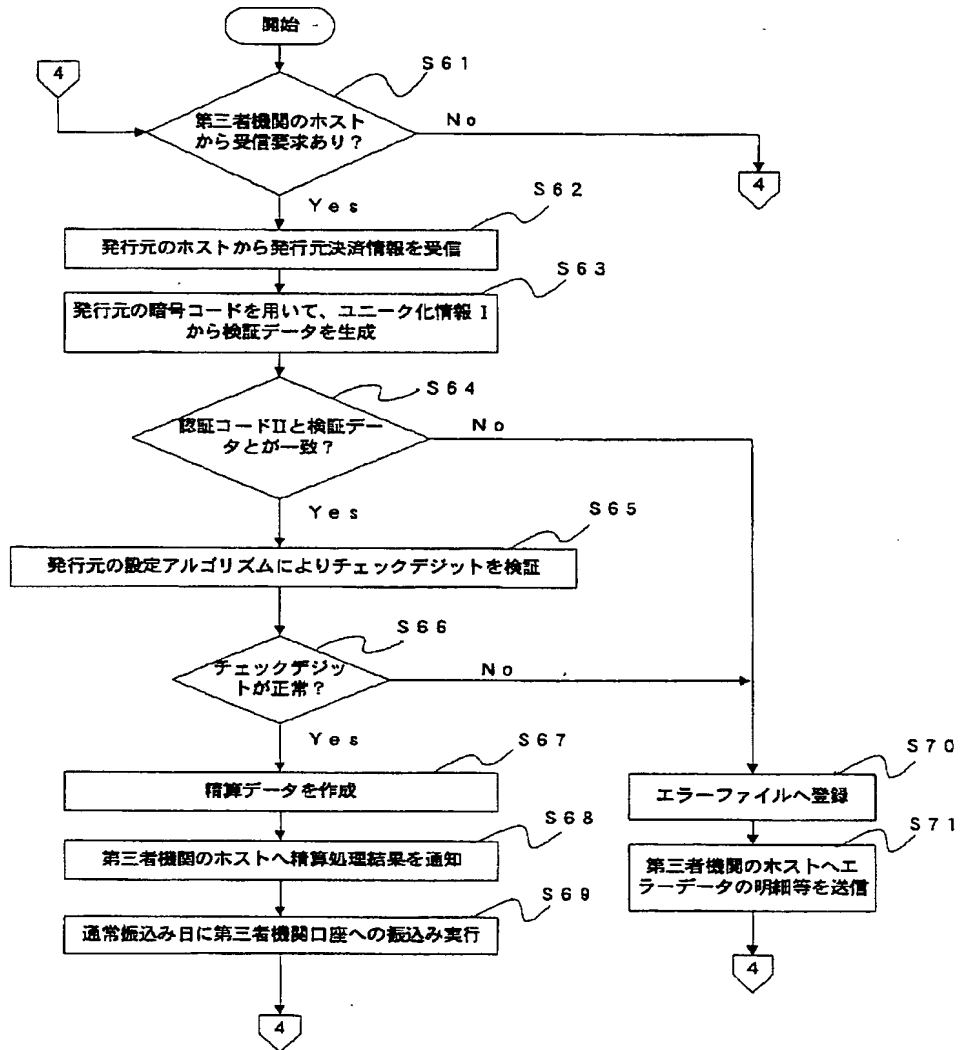 開始
4
S61
第三者機関のホスト
から受信要求あり?
No
4
Yes
S62
発行元のホストから発行元決済情報を受信
S63
発行元の暗号コードを用いて、ユニーク化情報I
から検証データを生成
S64
認証コードIIと検証デー
タとが一致?
No
Yes
S65
発行元の設定アルゴリズムによりチェックデジットを検証
S66
チェックデジッ
トが正常?
No
Yes
S67
精算データを作成
S68
第三者機関のホストへ精算処理結果を通知
S69
通常振込み日に第三者機関口座への振込み実行
4
S70
エラーファイルへ登録
S71
第三者機関のホストへエ
ラーデータの明細等を送信
4